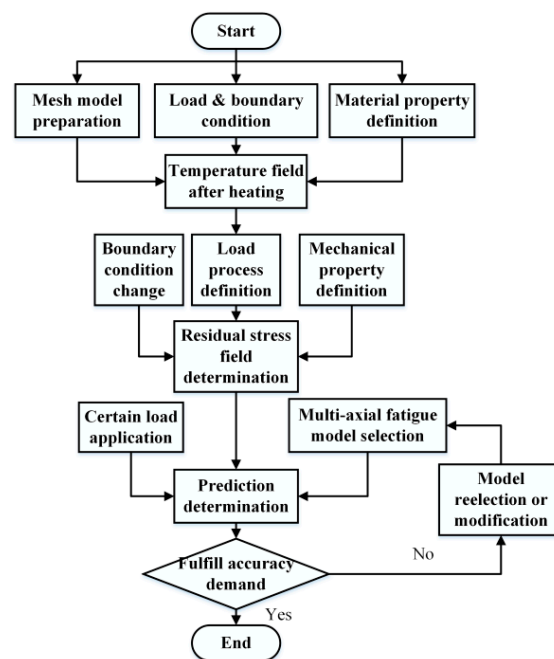 Start
Mesh model
preparation
Load & boundary
condition
Material property
definition
Temperature field
after heating
Boundary
condition
change
Load
process
definition
Mechanical
property
definition
Residual stress
field
determination
Certain load
application
Multi-axial fatigue
model selection
Prediction
determination
Model
reelection or
modification
Fulfill accuracy
demand
No
Yes
End